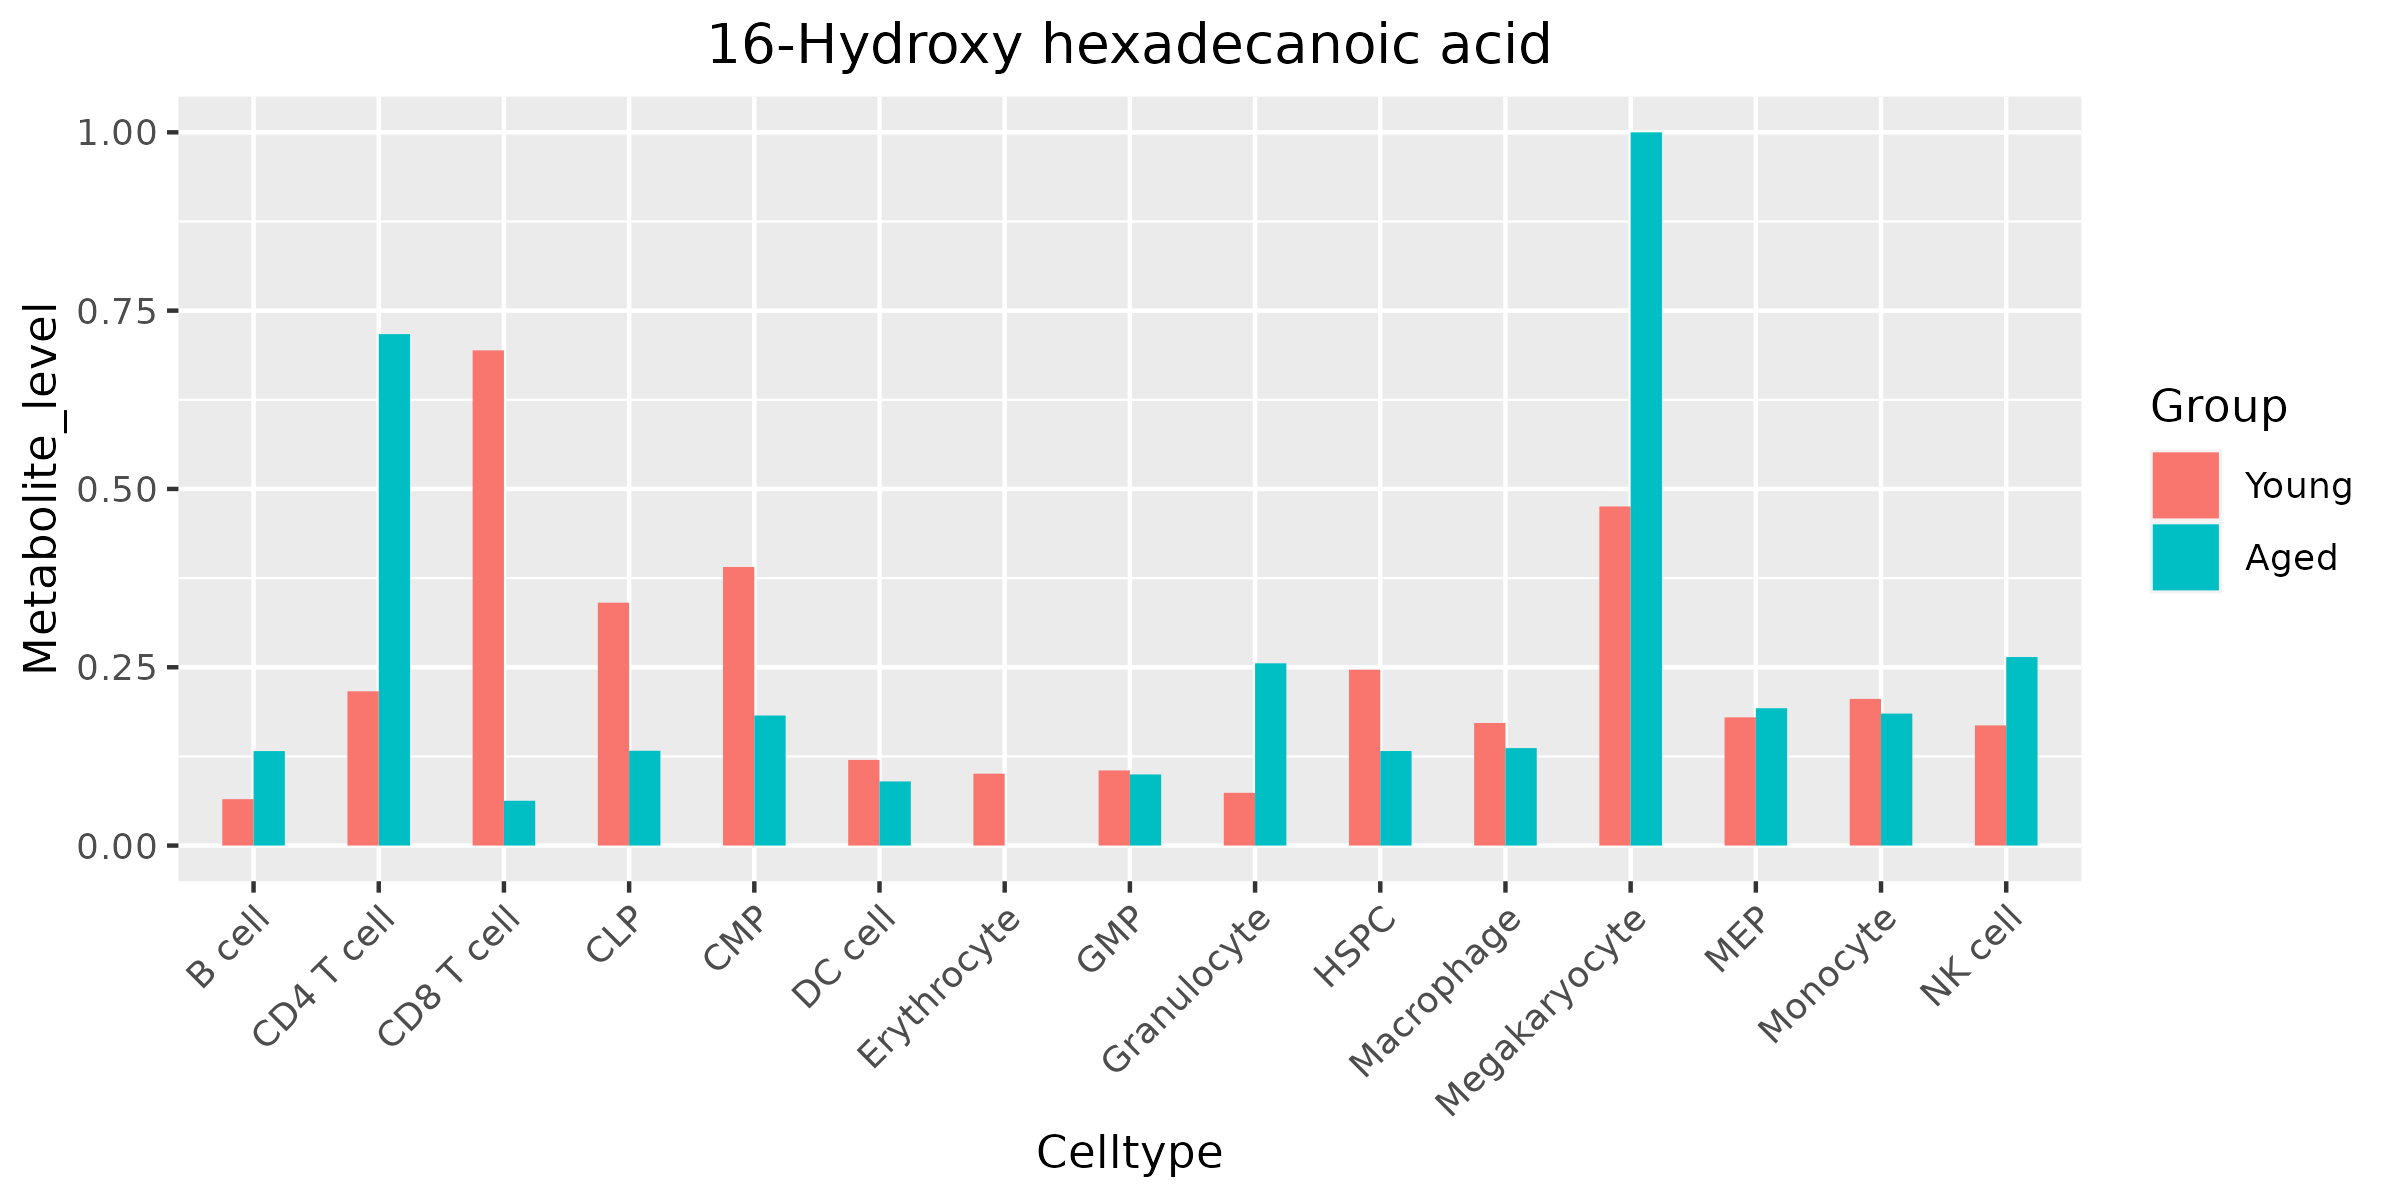 16-Hydroxy hexadecanoic acid
Metabolite_level
1.00
0.75
0.50
0.25
0.00
B cell
CD4 T cell
CD8 T cell
CLP
CMP
DC cell
Erythrocyte
GMP
Granulocyte
HSPC
Macrophage
Megakaryocyte
MEP
Monocyte
NK cell
Celltype
Group
Young
Aged